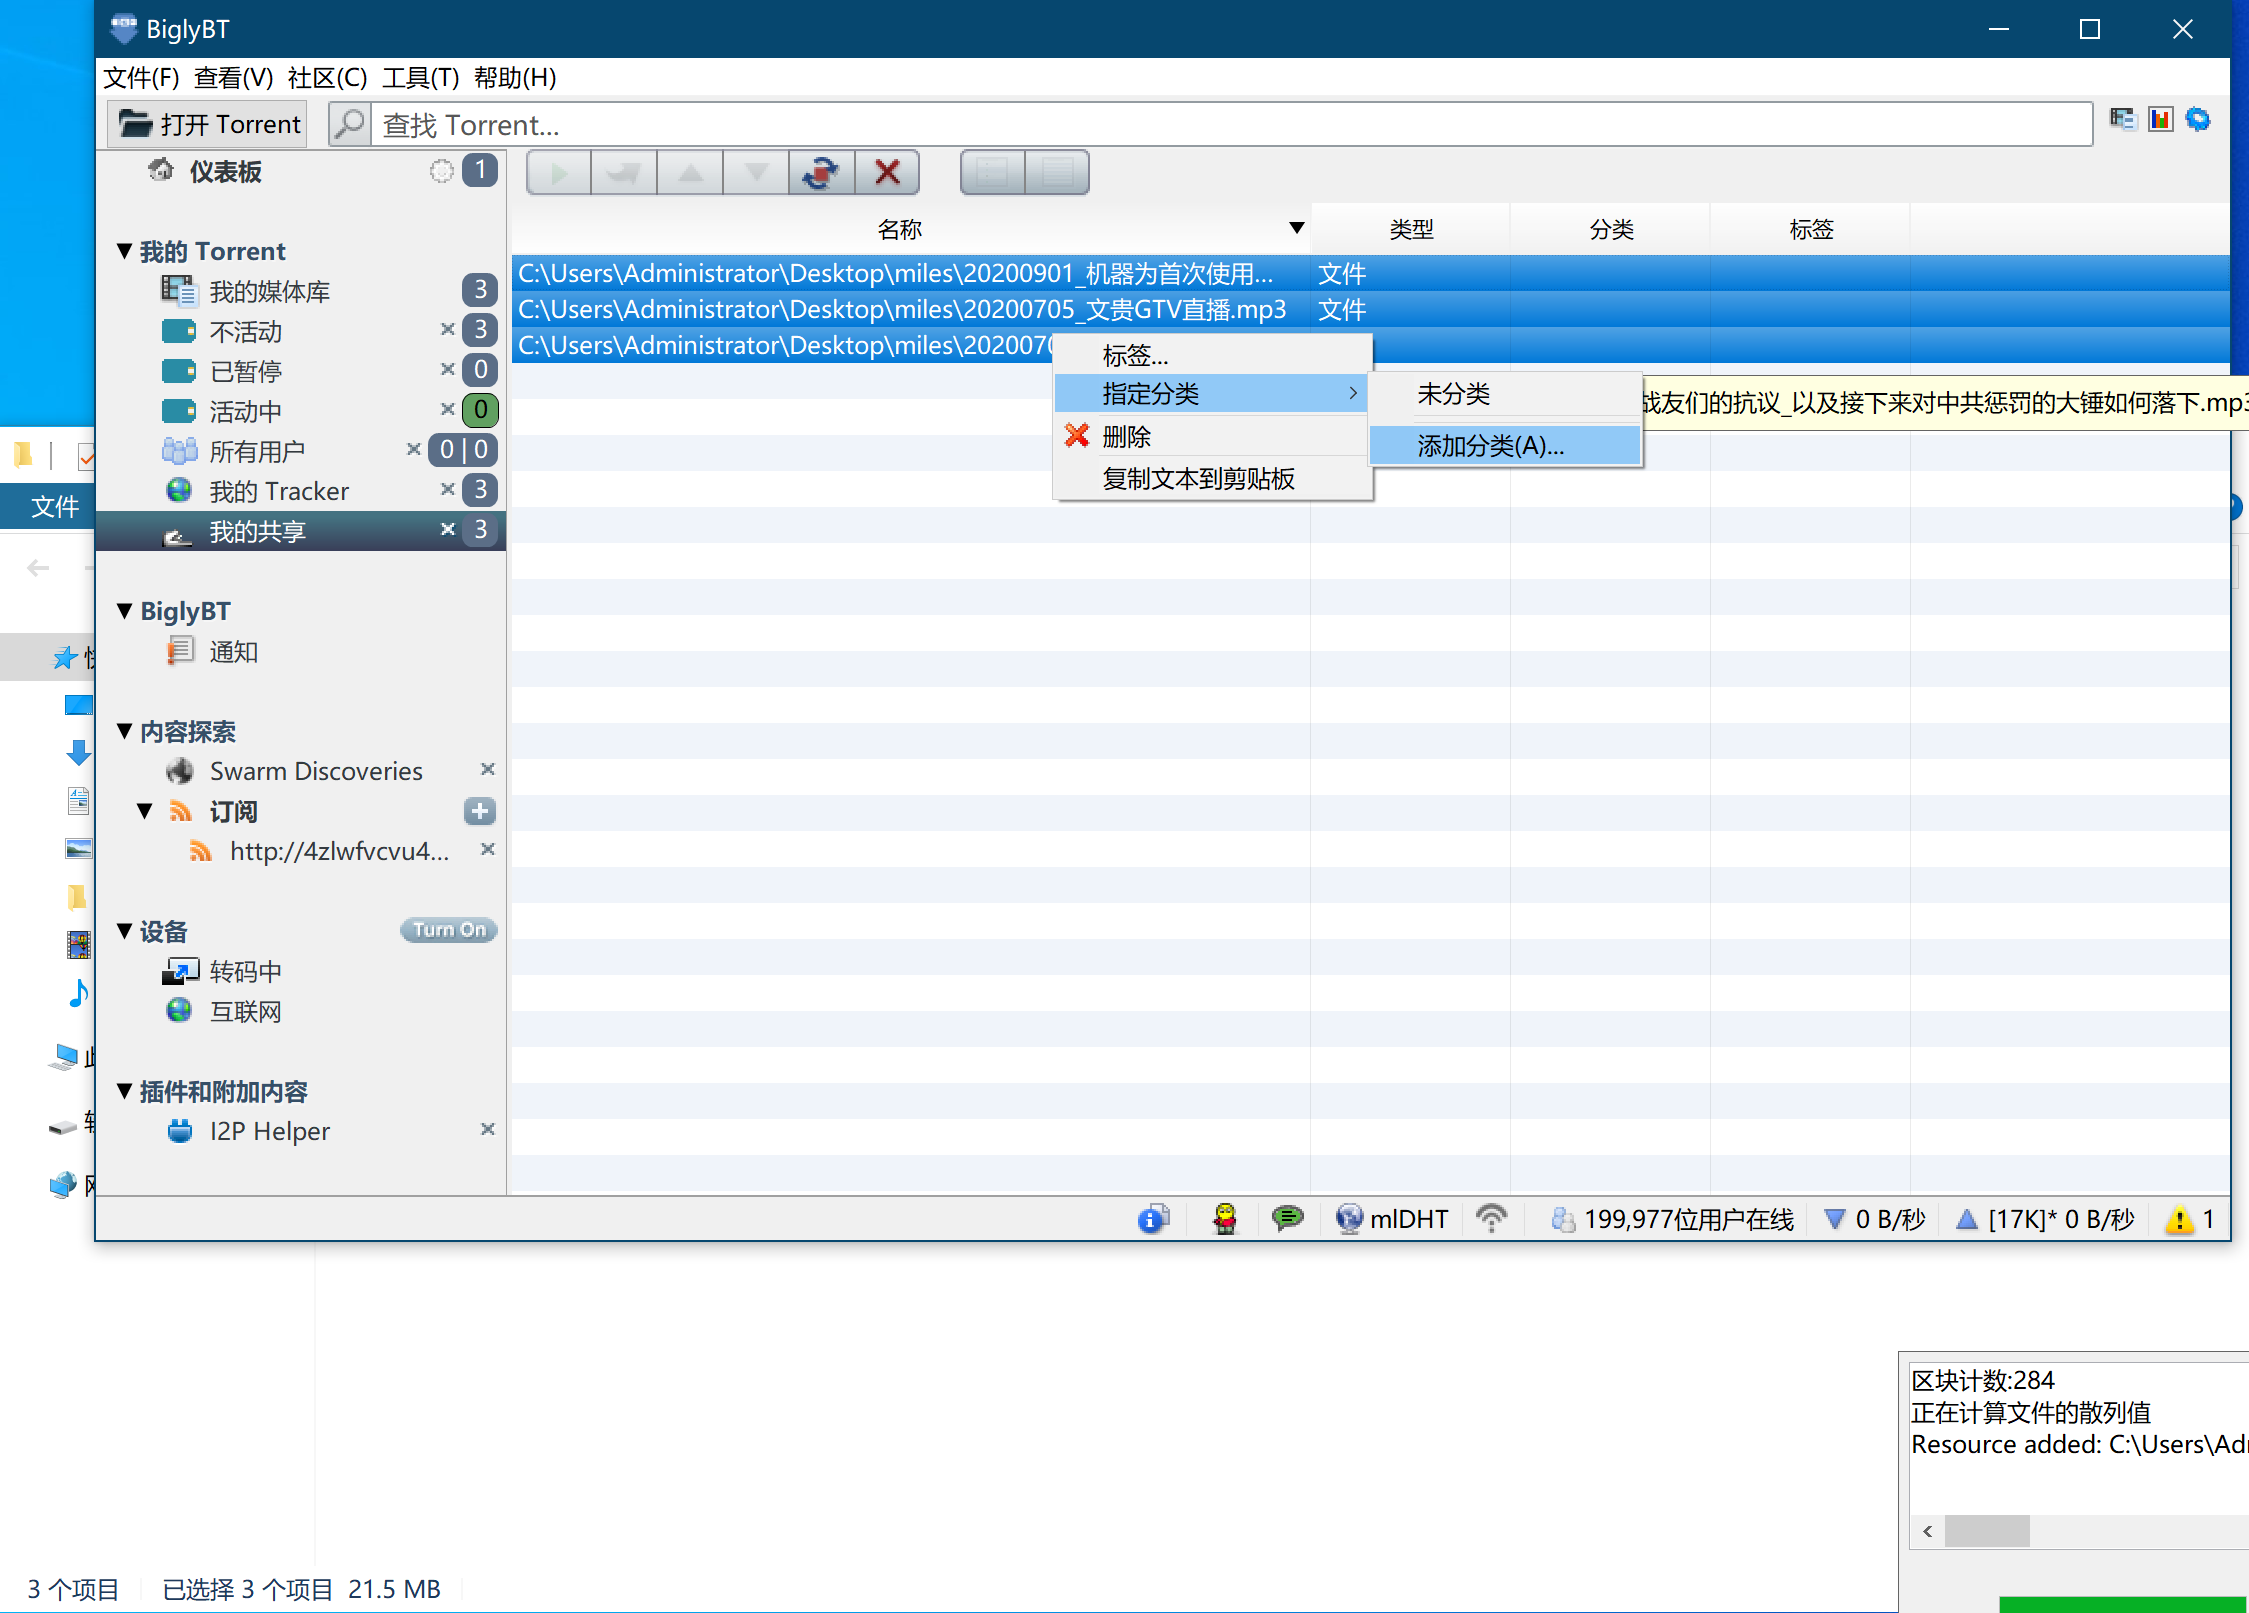 BiglyBT
文件(F) 查看(V) 社区(C) 工具(T) 帮助(H)
打开 Torrent
查找 Torrent...
仪表板 1
名称 类型 分类 标签
我的 Torrent
我的媒体库 3
不活动 3
已暂停 0
活动中 0
所有用户 0 | 0
我的 Tracker 3
我的共享 3
BiglyBT
通知
内容探索
Swarm Discoveries
订阅
http://4zlwfvcvu4...
设备 Turn On
转码中
互联网
插件和附加内容
I2P Helper
C:\Users\Administrator\Desktop\miles\20200901_机器为首次使用... 文件
C:\Users\Administrator\Desktop\miles\20200705_文贵GTV直播.mp3 文件
C:\Users\Administrator\Desktop\miles\2020070
标签...
指定分类
删除
复制文本到剪贴板
未分类
添加分类(A)...
战友们的抗议_以及接下来对中共惩罚的大锤如何落下.mp3
mlDHT
199,977位用户在线
0 B/秒
[17K]* 0 B/秒
1
文件
区块计数:284
正在计算文件的散列值
Resource added: C:\Users\Adm
3 个项目 已选择 3 个项目 21.5 MB